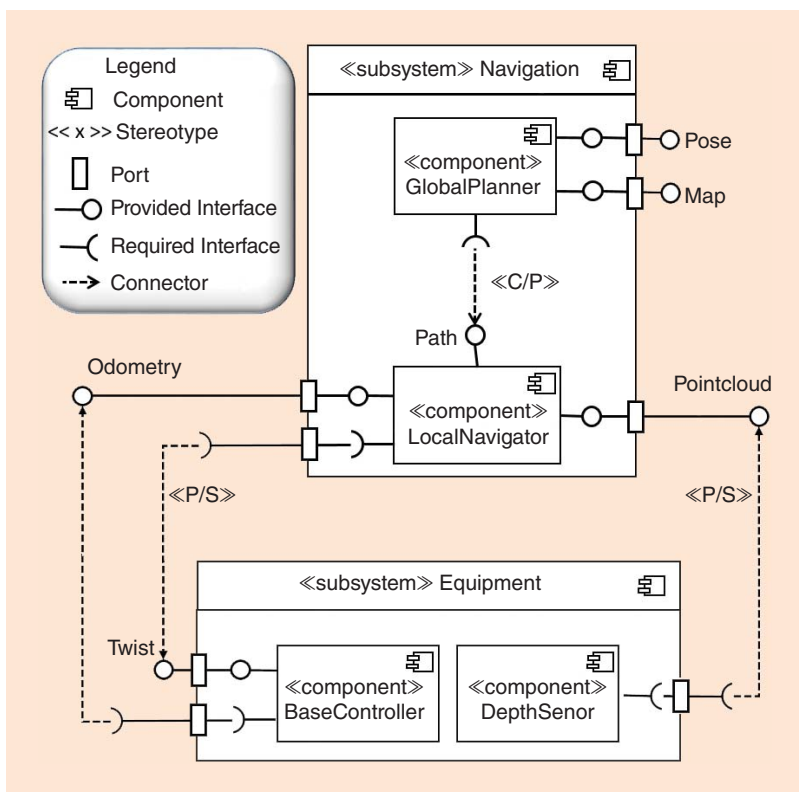 Legend
Component
<< x >> Stereotype
Port
Provided Interface
Required Interface
Connector
≪subsystem≫ Navigation
≪component≫
GlobalPlanner
Pose
Map
≪C/P≫
Path
Odometry
≪component≫
LocalNavigator
Pointcloud
≪P/S≫
≪P/S≫
≪subsystem≫ Equipment
Twist
≪component≫
BaseController
≪component≫
DepthSenor